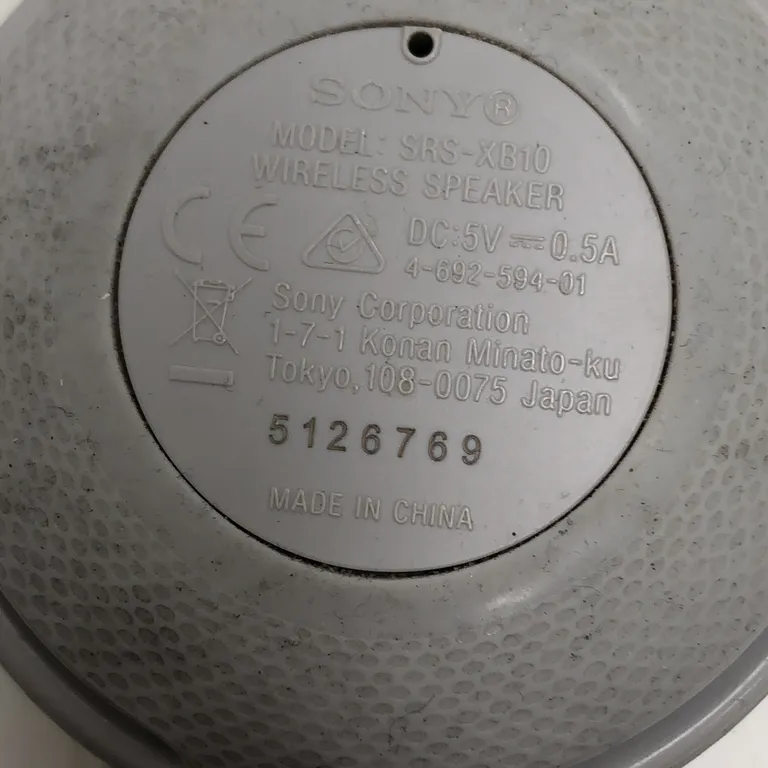 SONY®
MODEL: SRS-XB10
WIRELESS SPEAKER
CE
DC:5V ⎓ 0.5A
4-692-594-01
Sony Corporation
1-7-1 Konan Minato-ku
Tokyo,108-0075 Japan
5126769
MADE IN CHINA